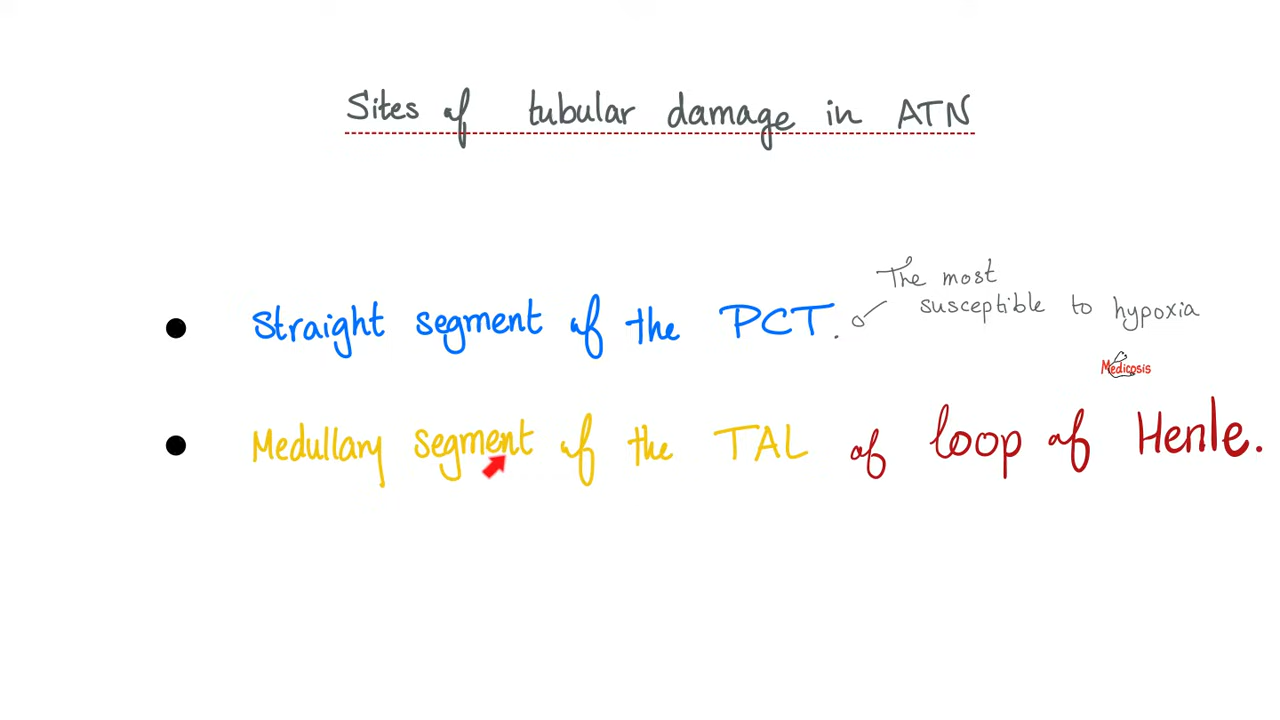 Sites of tubular damage in ATN
The most
susceptible to hypoxia
Straight segment of the PCT.
Medicosis
Medullary segment of the TAL of loop of Henle.